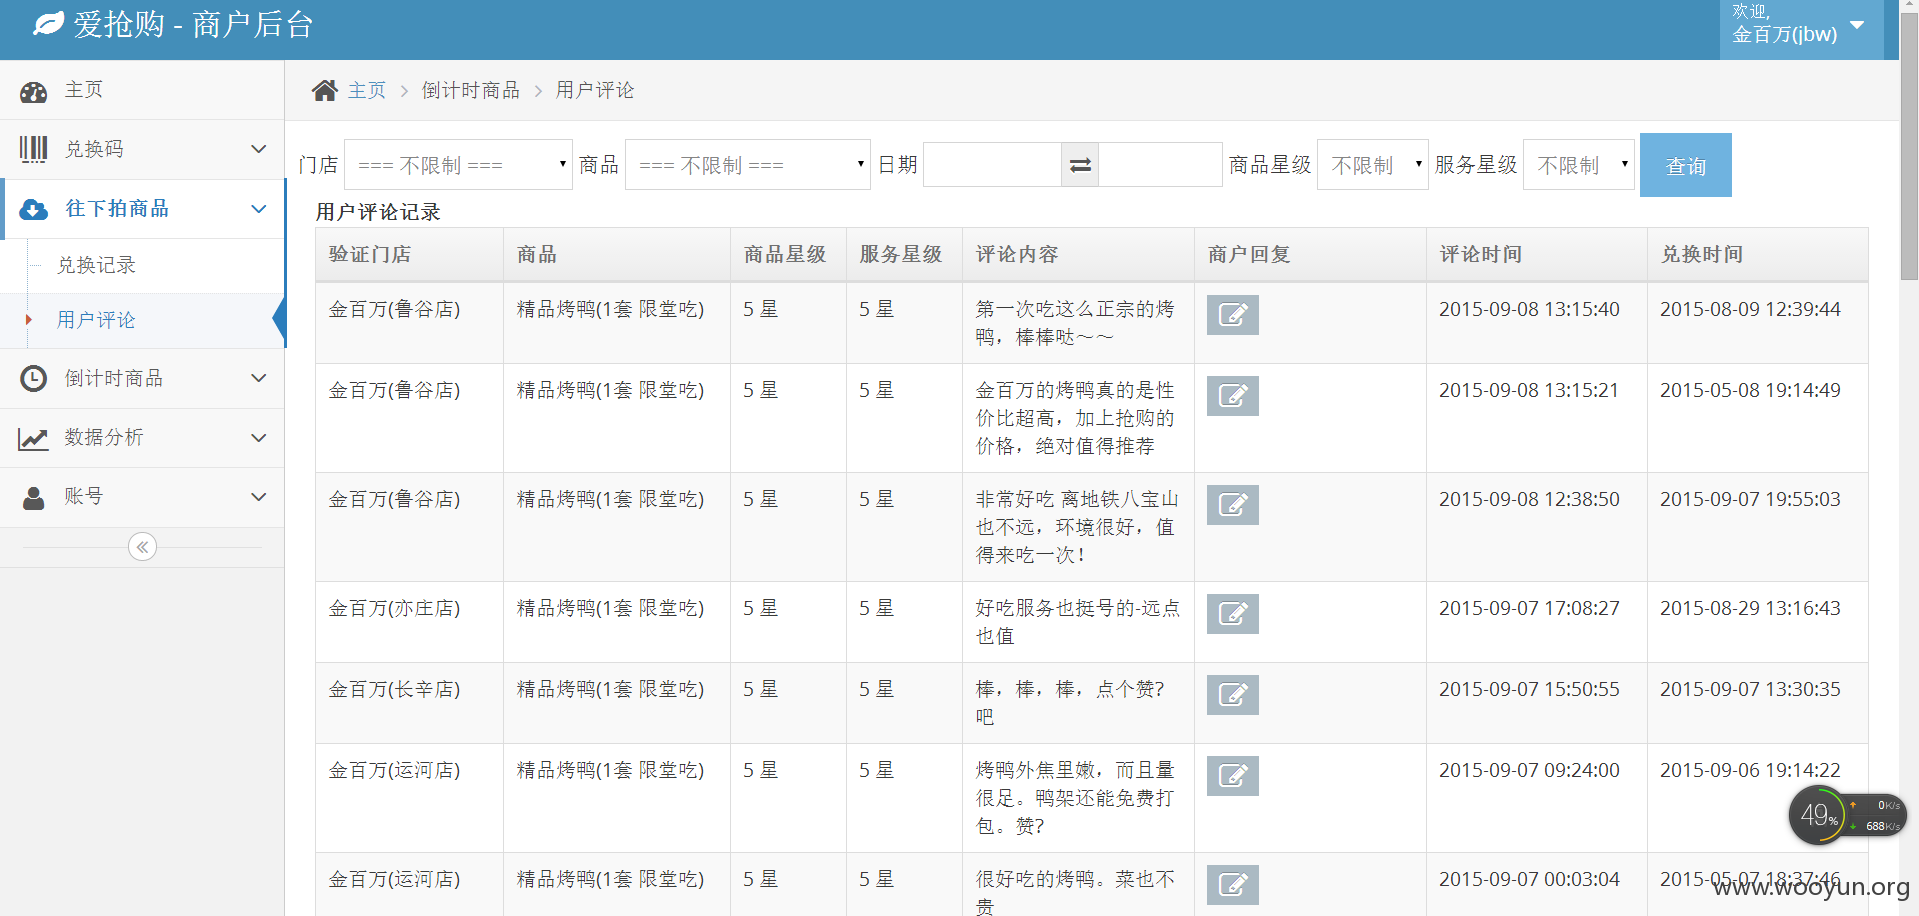 爱抢购 - 商户后台
欢迎,
金百万(jbw)
主页
兑换码
往下拍商品
兑换记录
用户评论
倒计时商品
数据分析
账号
主页 倒计时商品 用户评论
门店 === 不限制 === 商品 === 不限制 === 日期 商品星级 不限制 服务星级 不限制 查询
用户评论记录
验证门店 商品 商品星级 服务星级 评论内容 商户回复 评论时间 兑换时间
金百万(鲁谷店) 精品烤鸭(1套 限堂吃) 5 星 5 星 第一次吃这么正宗的烤 2015-09-08 13:15:40 2015-08-09 12:39:44
鸭，棒棒哒～～
金百万(鲁谷店) 精品烤鸭(1套 限堂吃) 5 星 5 星 金百万的烤鸭真的是性 2015-09-08 13:15:21 2015-05-08 19:14:49
价比超高，加上抢购的
价格，绝对值得推荐
金百万(鲁谷店) 精品烤鸭(1套 限堂吃) 5 星 5 星 非常好吃 离地铁八宝山 2015-09-08 12:38:50 2015-09-07 19:55:03
也不远，环境很好，值
得来吃一次！
金百万(亦庄店) 精品烤鸭(1套 限堂吃) 5 星 5 星 好吃服务也挺号的-远点 2015-09-07 17:08:27 2015-08-29 13:16:43
也值
金百万(长辛店) 精品烤鸭(1套 限堂吃) 5 星 5 星 棒，棒，棒，点个赞? 2015-09-07 15:50:55 2015-09-07 13:30:35
吧
金百万(运河店) 精品烤鸭(1套 限堂吃) 5 星 5 星 烤鸭外焦里嫩，而且量 2015-09-07 09:24:00 2015-09-06 19:14:22
很足。鸭架还能免费打
包。赞?
金百万(运河店) 精品烤鸭(1套 限堂吃) 5 星 5 星 很好吃的烤鸭。菜也不 2015-09-07 00:03:04 2015-05-07 18:37:46
贵
49%
0K/s
688K/s
www.wooyun.org